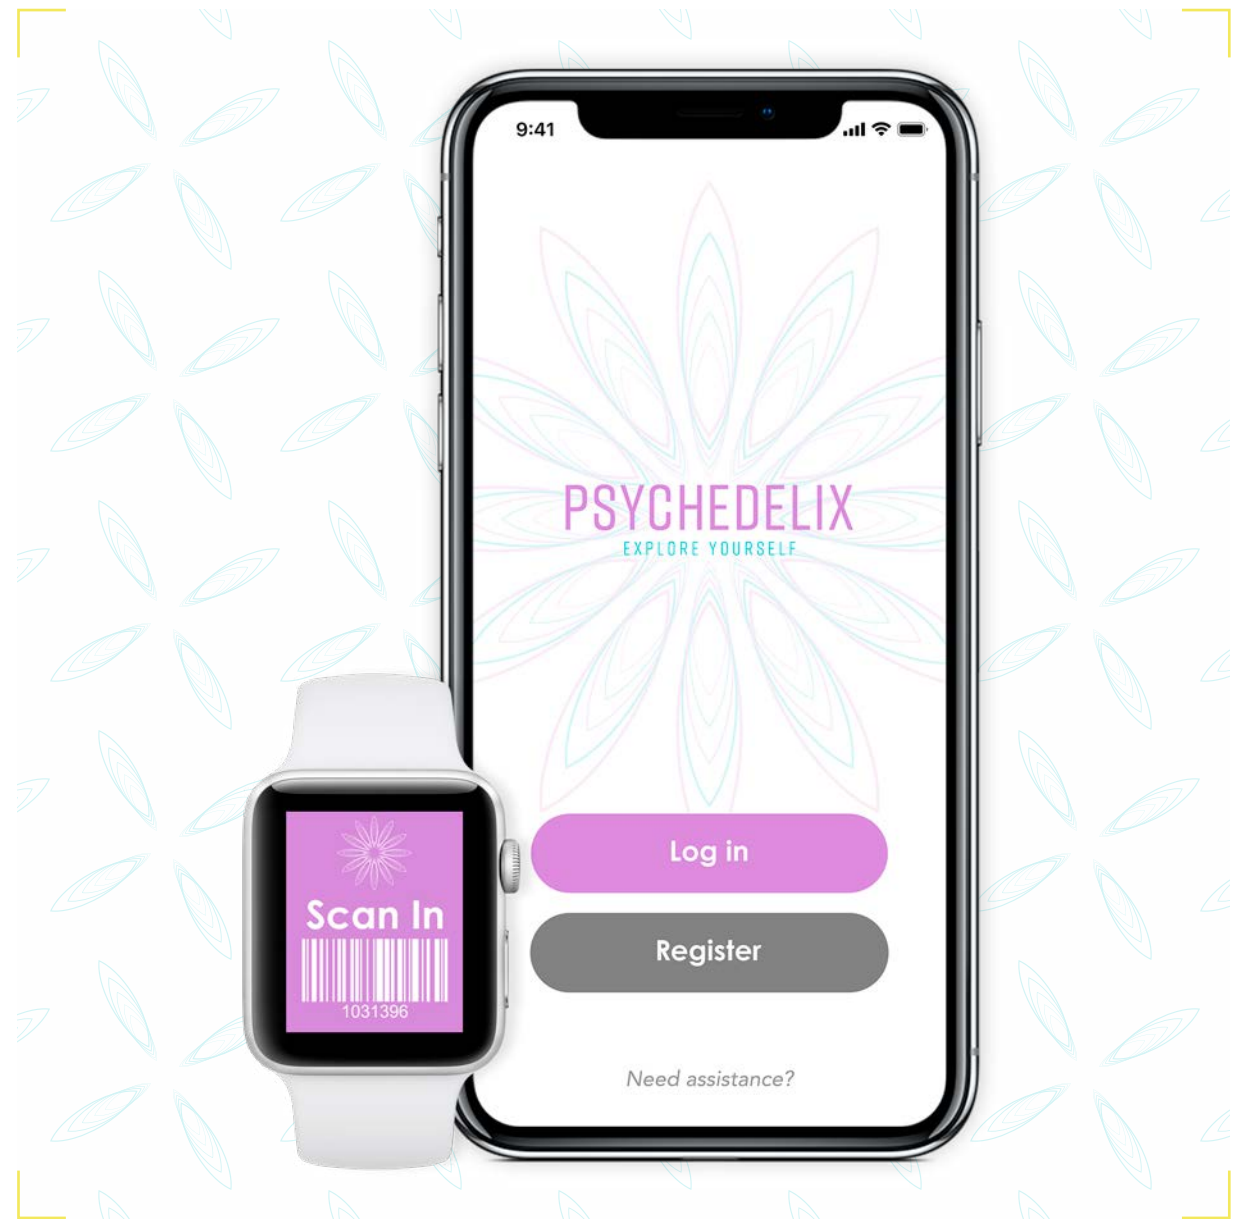 9:41
PSYCHEDELIX
EXPLORE YOURSELF
Log in
Register
Need assistance?
Scan In
1031396